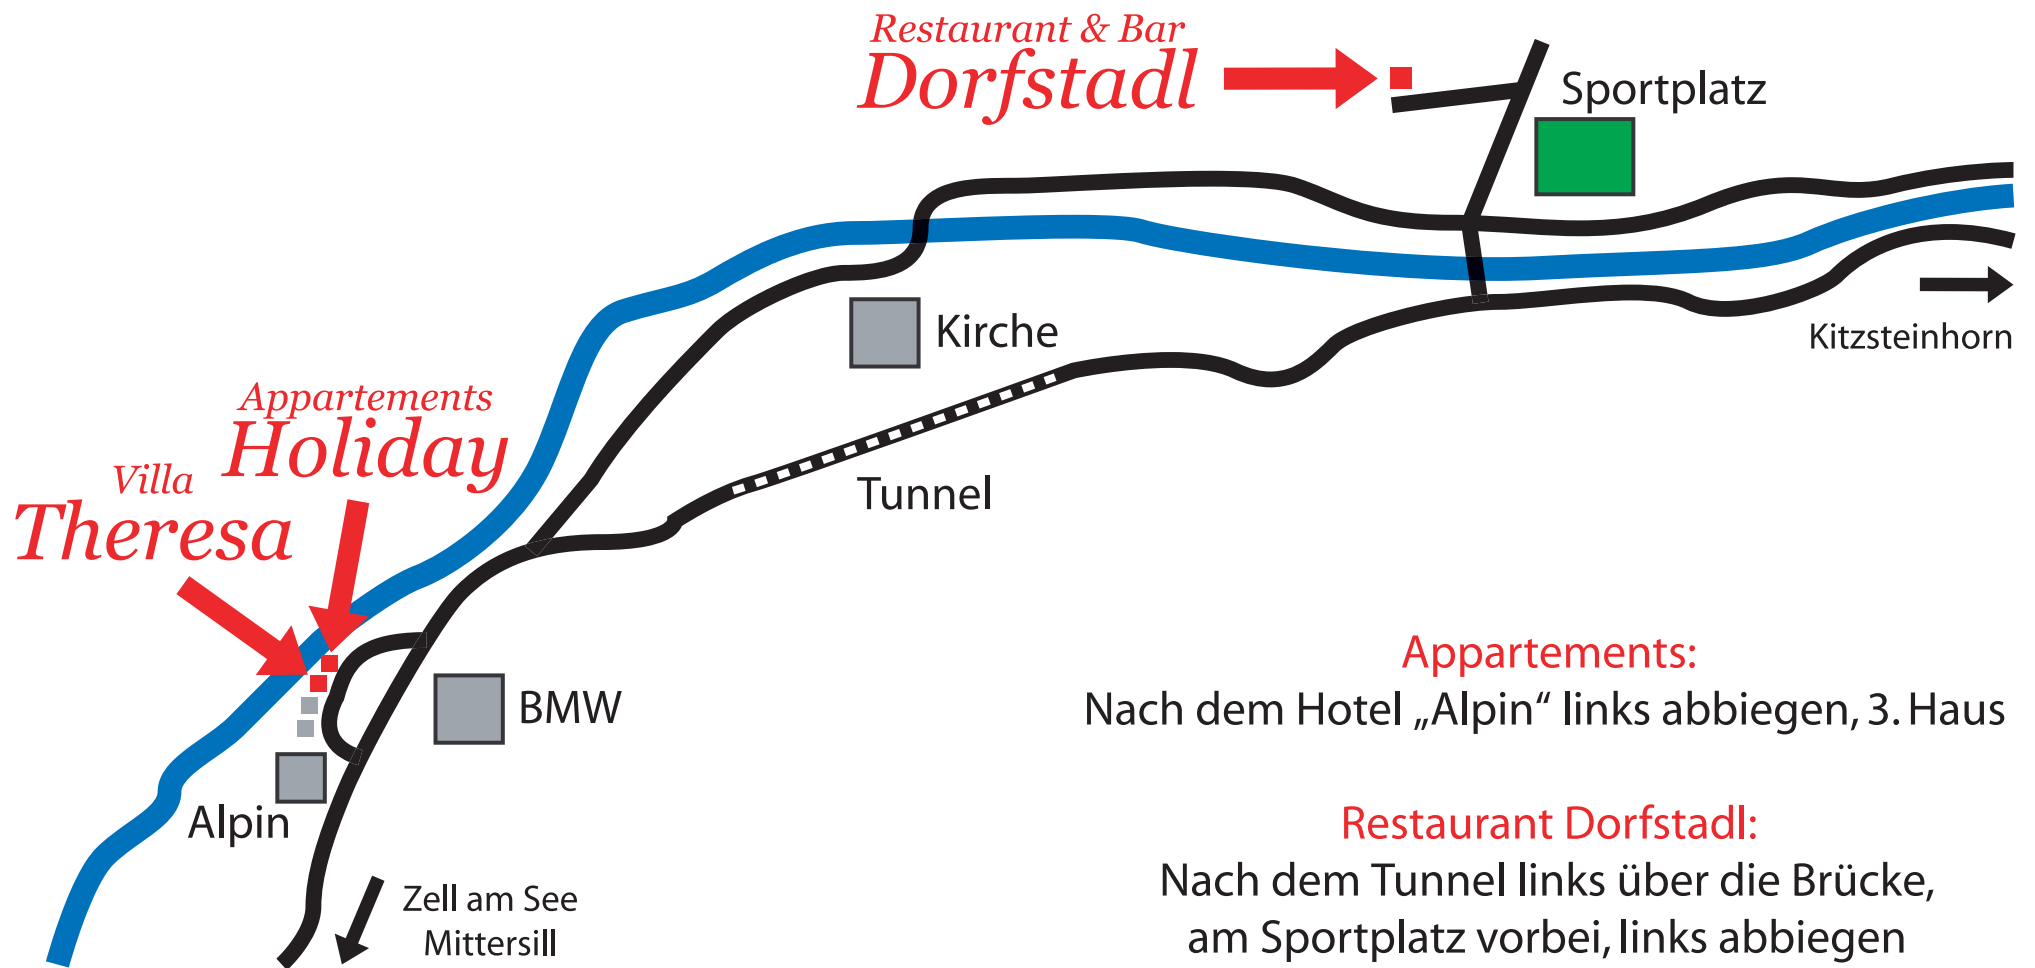 Restaurant & Bar
Dorfstadl
Sportplatz
Kirche
Kitzsteinhorn
Appartements
Holiday
Villa
Theresa
Tunnel
BMW
Alpin
Zell am See
Mittersill
Appartements:
Nach dem Hotel „Alpin“ links abbiegen, 3. Haus
Restaurant Dorfstadl:
Nach dem Tunnel links über die Brücke,
am Sportplatz vorbei, links abbiegen